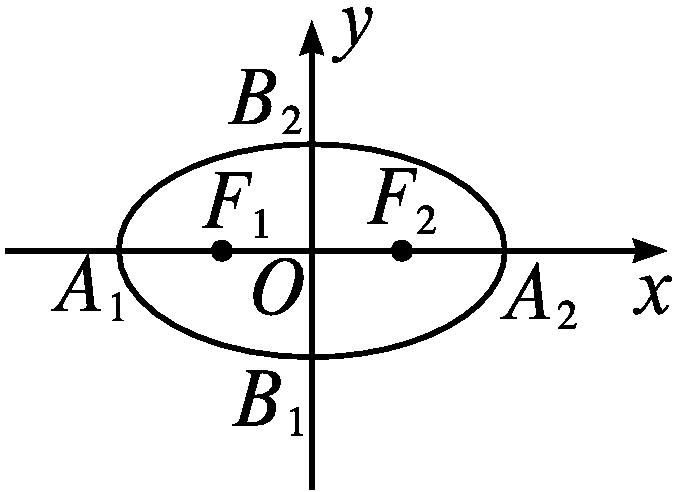 y
B₂
F₁ F₂
A₁ O A₂ x
B₁